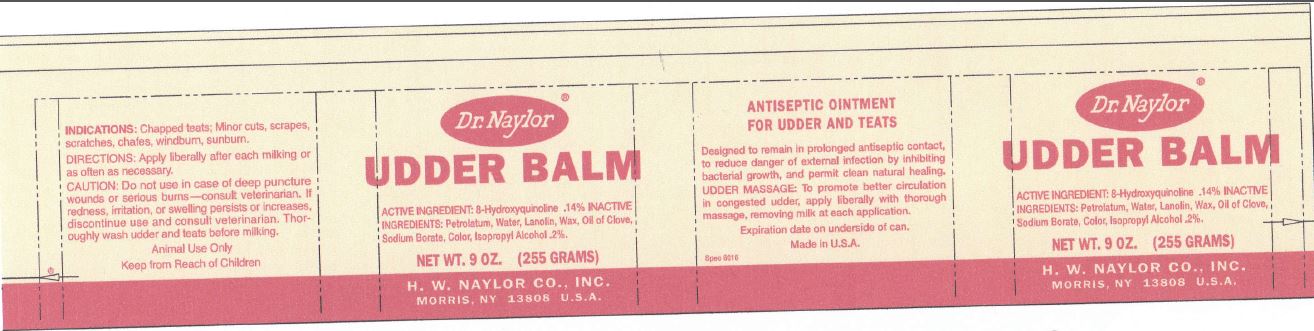 INDICATIONS: Chapped teats; Minor cuts, scrapes,
scratches, chafes, windburn, sunburn.
DIRECTIONS: Apply liberally after each milking or
as often as necessary.
CAUTION: Do not use in case of deep puncture
wounds or serious burns—consult veterinarian. If
redness, irritation, or swelling persists or increases,
discontinue use and consult veterinarian. Thor-
oughly wash udder and teats before milking.
Animal Use Only
Keep from Reach of Children
®
Dr. Naylor ®
UDDER BALM
ACTIVE INGREDIENT: 8-Hydroxyquinoline .14% INACTIVE
INGREDIENTS: Petrolatum, Water, Lanolin, Wax, Oil of Clove,
Sodium Borate, Color, Isopropyl Alcohol .2%.
NET WT. 9 OZ. (255 GRAMS)
H. W. NAYLOR CO., INC.
MORRIS, NY 13808 U.S.A.
ANTISEPTIC OINTMENT
FOR UDDER AND TEATS
Designed to remain in prolonged antiseptic contact,
to reduce danger of external infection by inhibiting
bacterial growth, and permit clean natural healing.
UDDER MASSAGE: To promote better circulation
in congested udder, apply liberally with thorough
massage, removing milk at each application.
Expiration date on underside of can.
Made in U.S.A.
Spec
Dr. Naylor ®
UDDER BALM
ACTIVE INGREDIENT: 8-Hydroxyquinoline .14% INACTIVE
INGREDIENTS: Petrolatum, Water, Lanolin, Wax, Oil of Clove,
Sodium Borate, Color, Isopropyl Alcohol .2%.
NET WT. 9 OZ. (255 GRAMS)
H. W. NAYLOR CO., INC.
MORRIS, NY 13808 U.S.A.